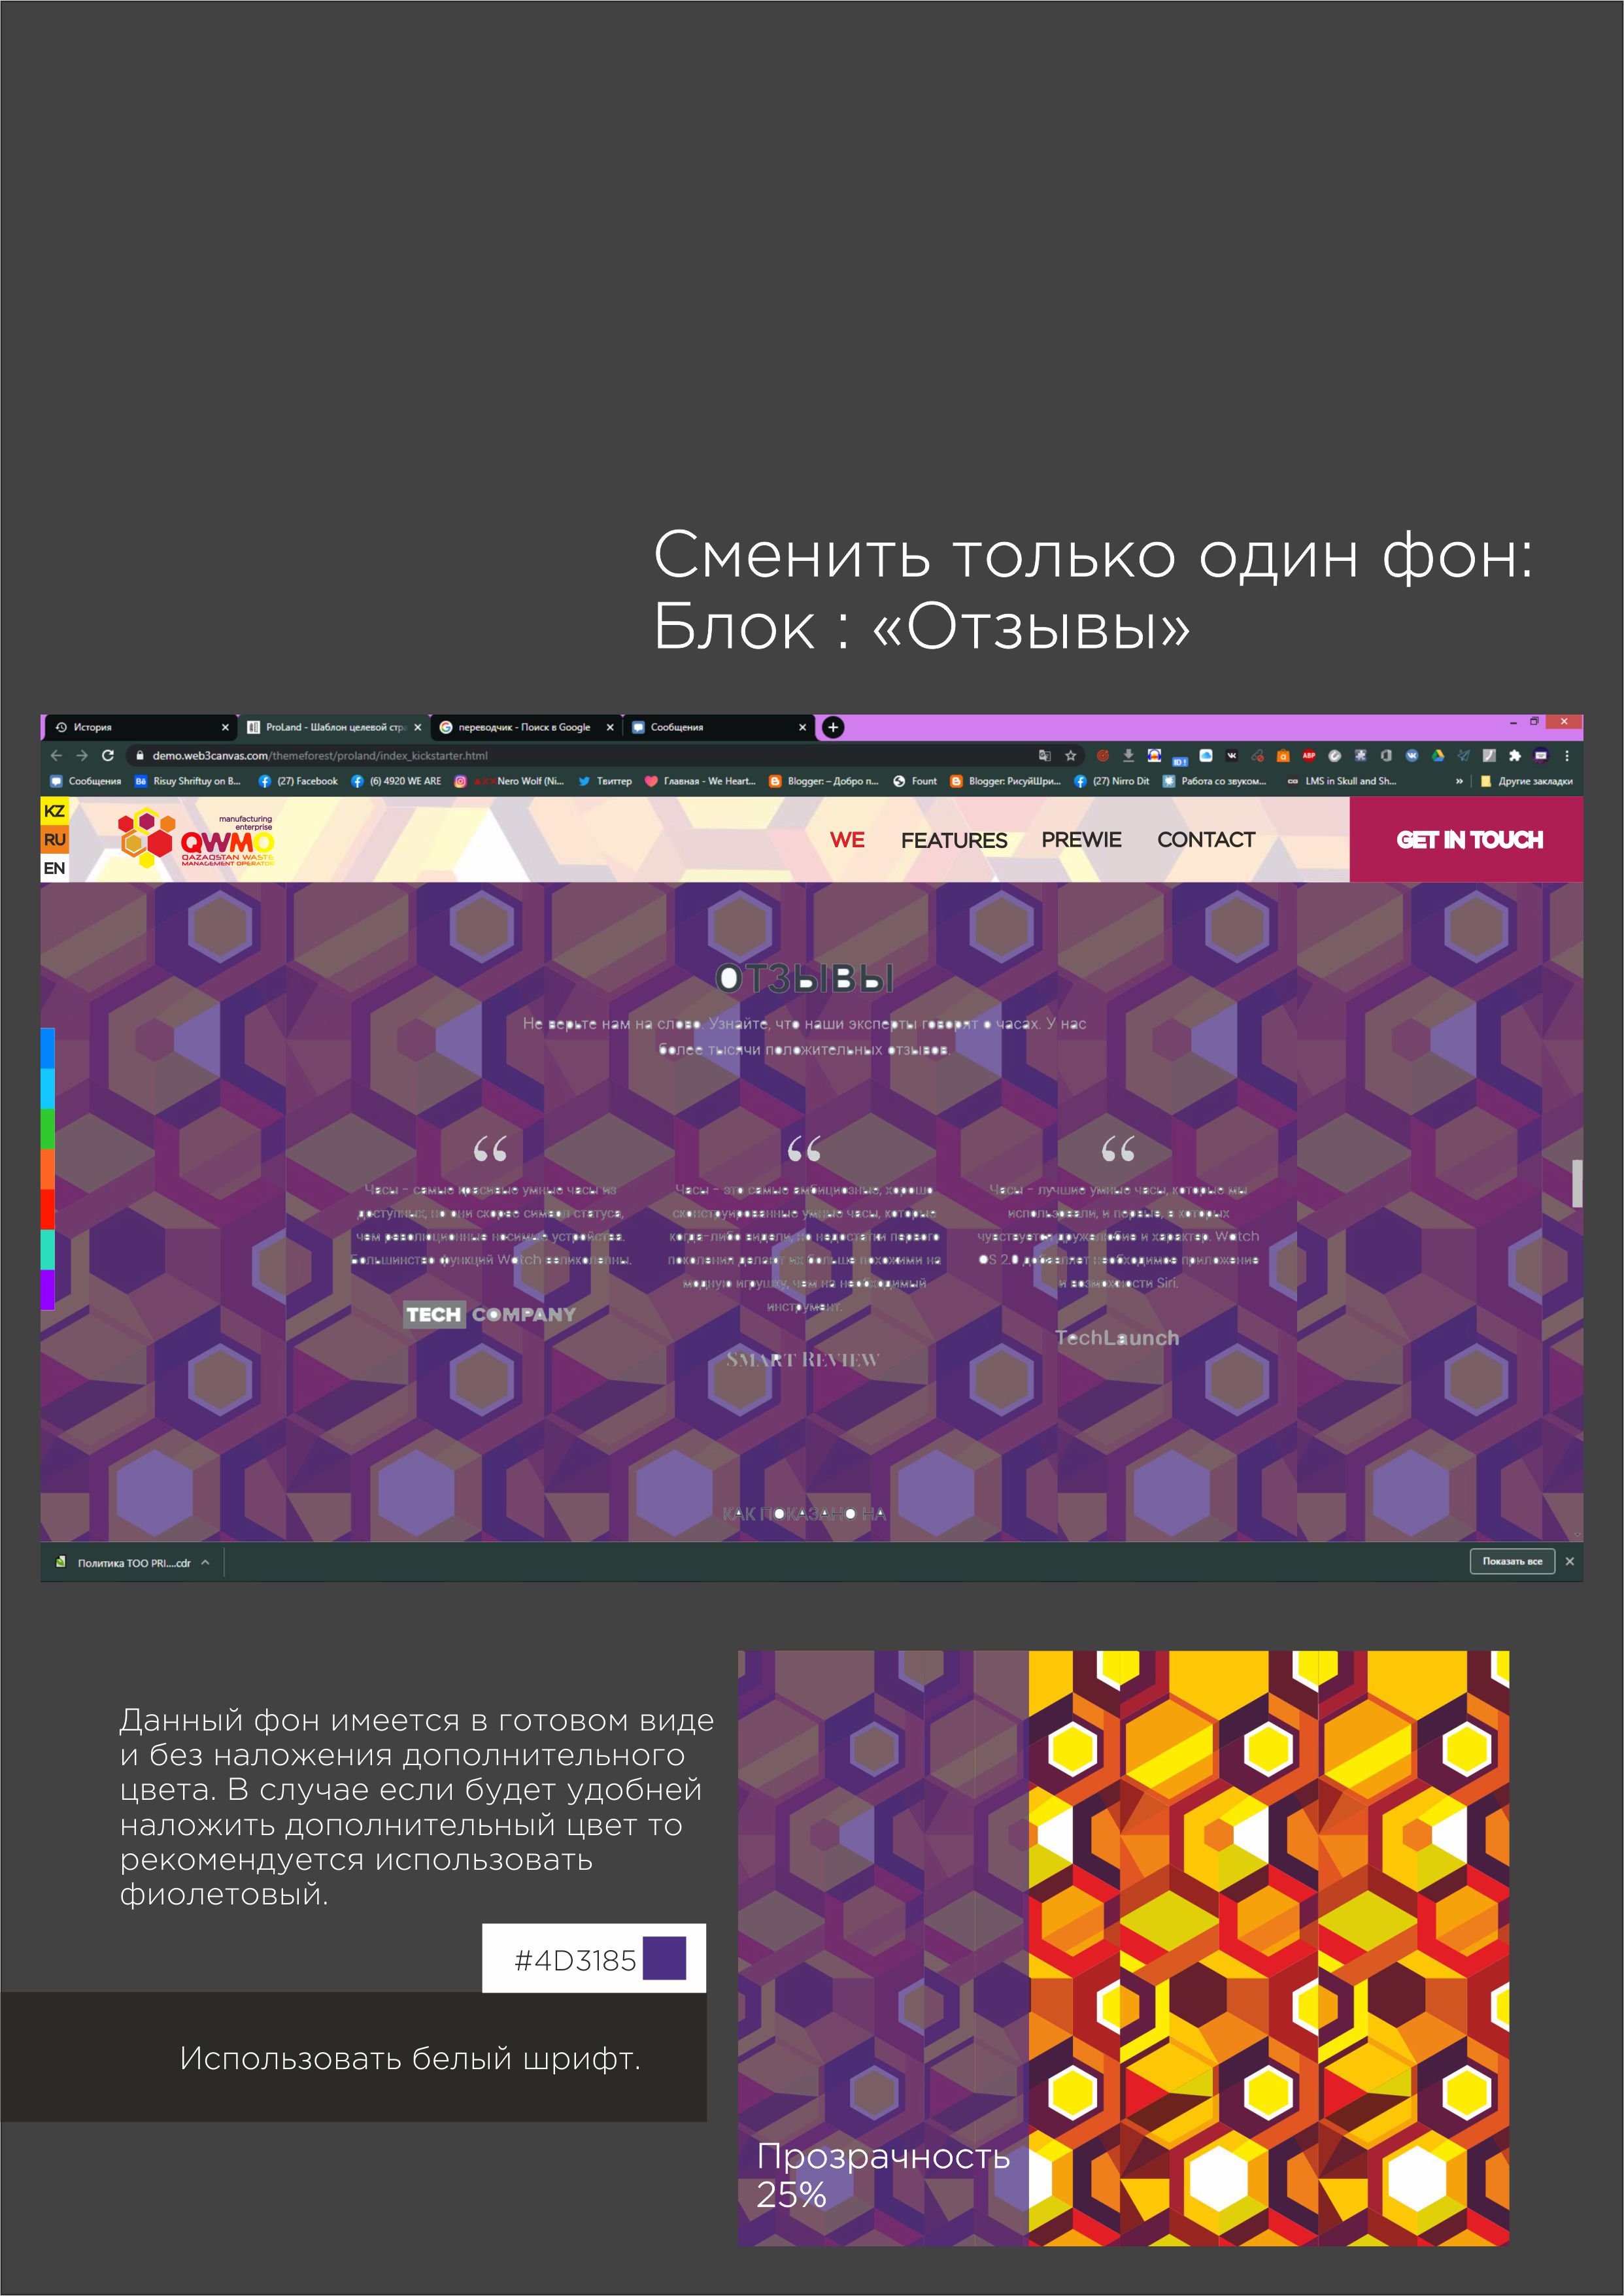 Сменить только один фон:
Блок : «Отзывы»
История
ProLand - Шаблон целевой стра
переводчик - Поиск в Google
Сообщения
demo.web3canvas.com/themeforest/proland/index_kickstarter.html
Сообщения
Risuy Shriftuy on B...
(27) Facebook
(6) 4920 WE ARE
Nero Wolf (Ni...
Твиттер
Главная - We Heart...
Blogger: – Добро п...
Fount
Blogger: РисуйШри...
(27) Nirro Dit
Работа со звуком...
LMS in Skull and Sh...
Другие закладки
KZ
RU
EN
manufacturing
enterprise
QWMO
QAZAQSTAN WASTE
MANAGEMENT OPERATOR
WE FEATURES PREWIE CONTACT
GET IN TOUCH
ОТЗЫВЫ
Не верьте нам на слово. Узнайте, что наши эксперты говорят о часах. У нас
более тысячи положительных отзывов.
Часы - самые красивые умные часы из
доступных, но они скорее символ статуса,
чем революционные носимые устройства.
Большинство функций Watch великолепны.
TECH COMPANY
Часы - это самые амбициозные, хорошо
сконструированные умные часы, которые
когда-либо видели, но недостатки первого
поколения делают их больше похожими на
модную игрушку, чем на необходимый
инструмент.
SMART REVIEW
Часы - лучшие умные часы, которые мы
использовали, и первые, в которых
чувствуется дружелюбие и характер. Watch
OS 2.0 добавляет необходимое приложение
и возможности Siri.
TechLaunch
КАК ПОКАЗАНО НА
Политика ТОО PRI....cdr
Показать все
Данный фон имеется в готовом виде
и без наложения дополнительного
цвета. В случае если будет удобней
наложить дополнительный цвет то
рекомендуется использовать
фиолетовый.
#4D3185
Использовать белый шрифт.
Прозрачность
25%